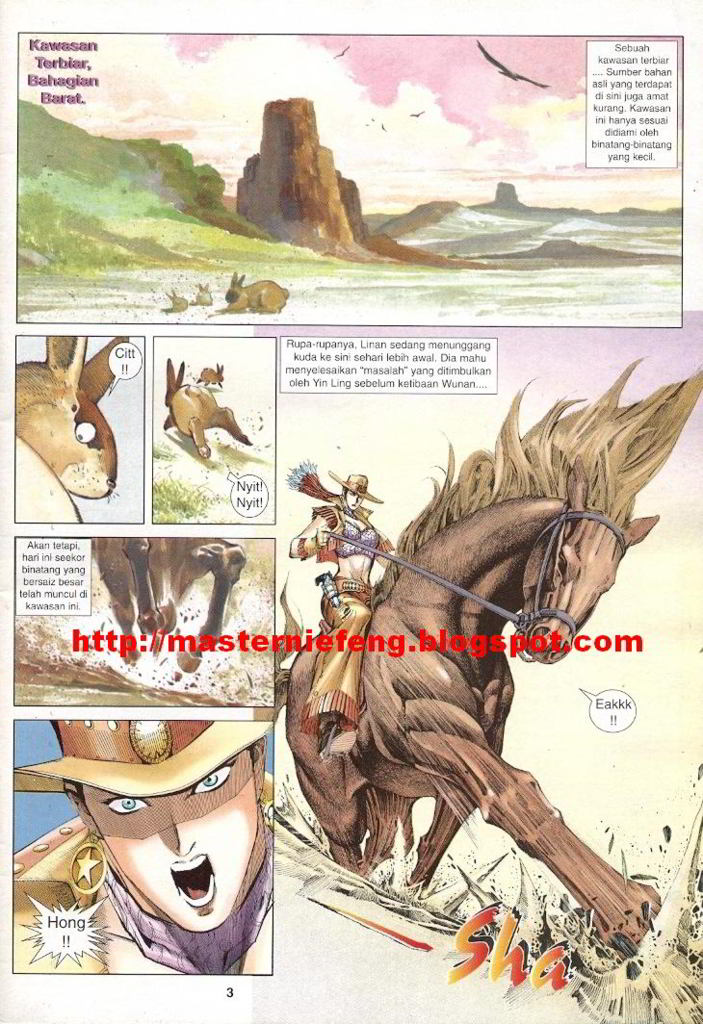 Kawasan
Terbiar,
Bahagian
Barat.
Sebuah
kawasan terbiar
.... Sumber bahan
asli yang terdapat
di sini juga amat
kurang. Kawasan
ini hanya sesuai
didiami oleh
binatang-binatang
yang kecil.
Citt
!!
Nyit!
Nyit!
Rupa-rupanya, Linan sedang menunggang
kuda ke sini sehari lebih awal. Dia mahu
menyelesaikan "masalah" yang ditimbulkan
oleh Yin Ling sebelum ketibaan Wunan....
Akan tetapi,
hari ini seekor
binatang yang
bersaiz besar
telah muncul di
kawasan ini.
http://masterniefeng.blogspot.com
Eakkk
!!
Hong
!!
Sha
3